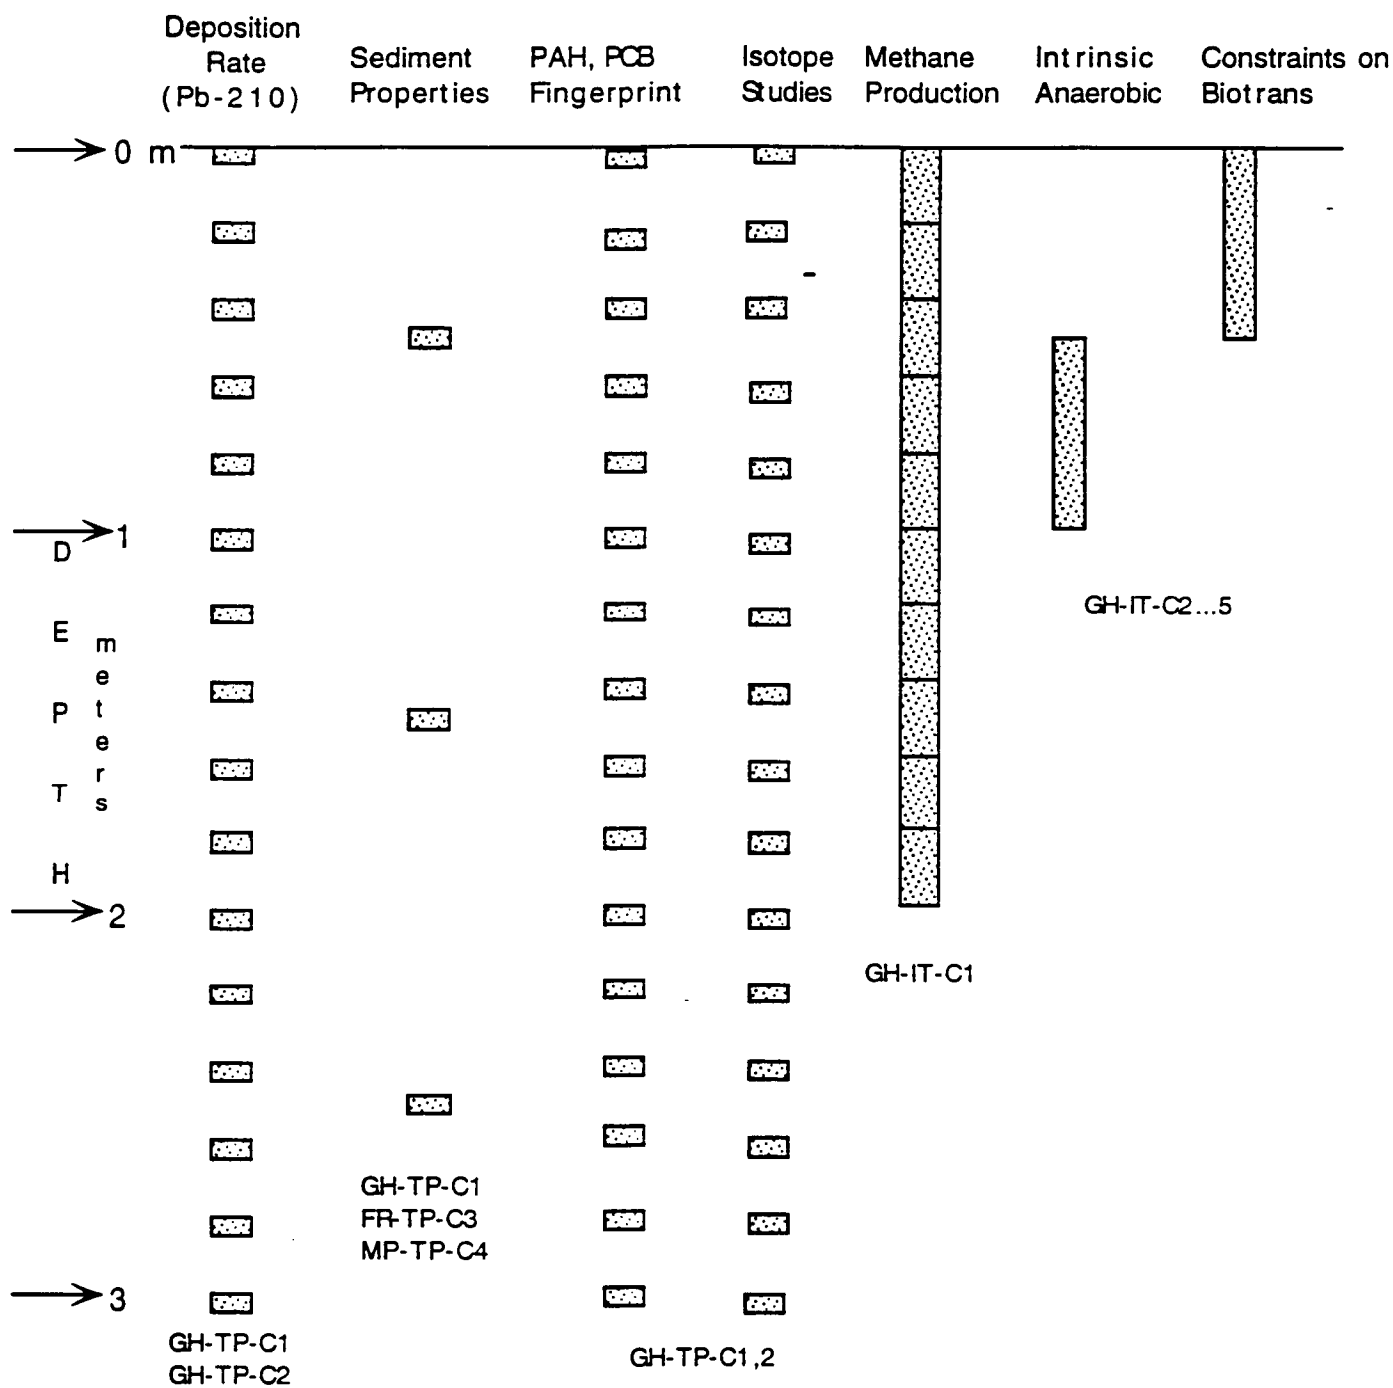 Deposition
Rate
(Pb-210)
Sediment
Properties
PAH, PCB
Fingerprint
Isotope
Studies
Methane
Production
Intrinsic
Anaerobic
Constraints on
Biotrans
0 m
1
DEPTH
meters
GH-IT-C2...5
2
GH-IT-C1
GH-TP-C1
FR-TP-C3
MP-TP-C4
3
GH-TP-C1
GH-TP-C2
GH-TP-C1,2